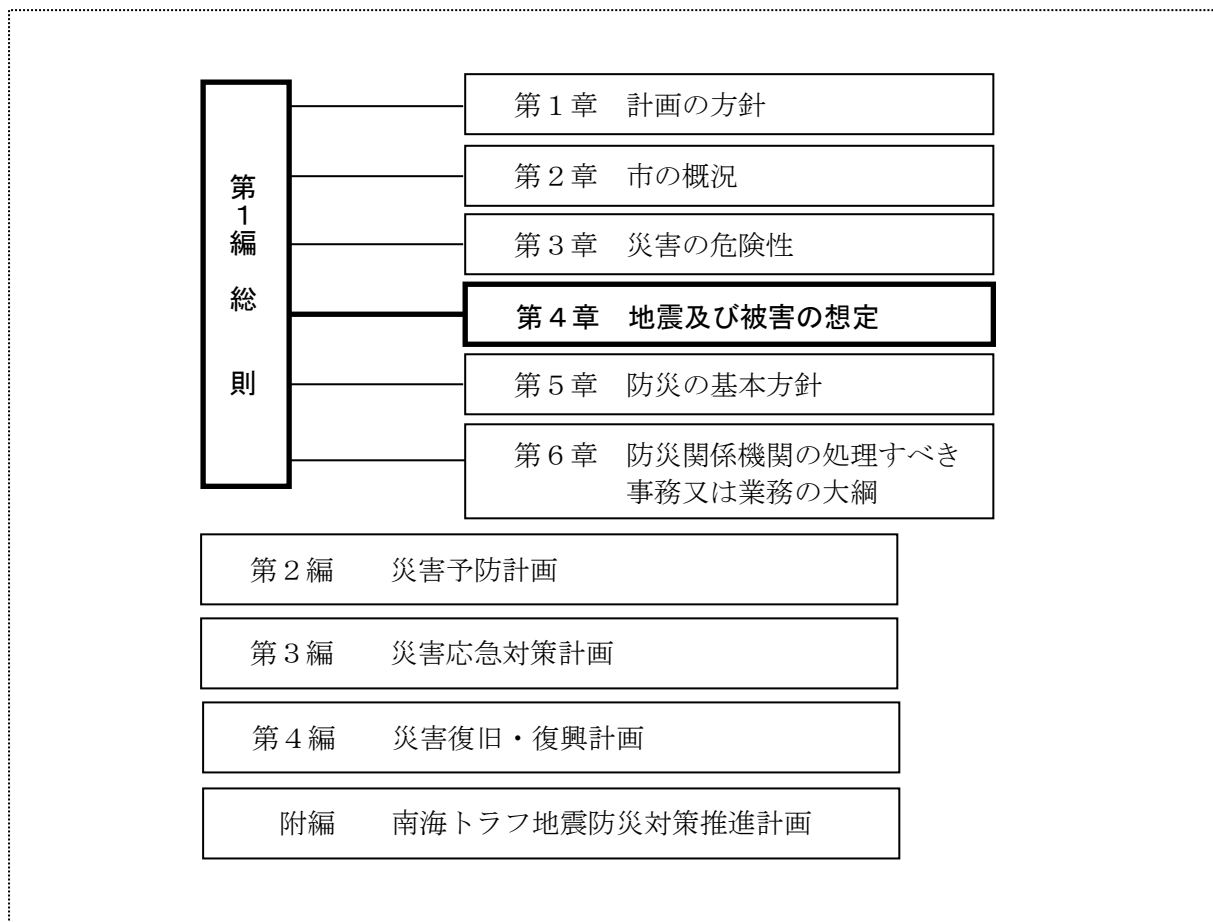 第１編　総　則
第１章　計画の方針
第２章　市の概況
第３章　災害の危険性
第４章　地震及び被害の想定
第５章　防災の基本方針
第６章　防災関係機関の処理すべき
事務又は業務の大綱
第２編　災害予防計画
第３編　災害応急対策計画
第４編　災害復旧・復興計画
附編　南海トラフ地震防災対策推進計画